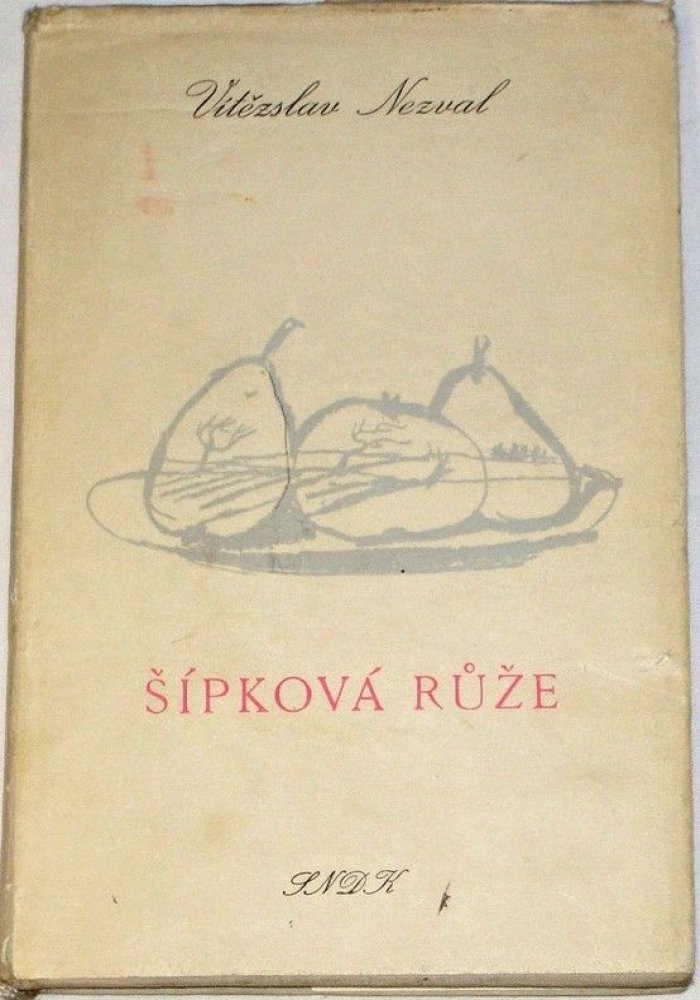 Vítězslav Nezval
ŠÍPKOVÁ RŮŽE
SNDK